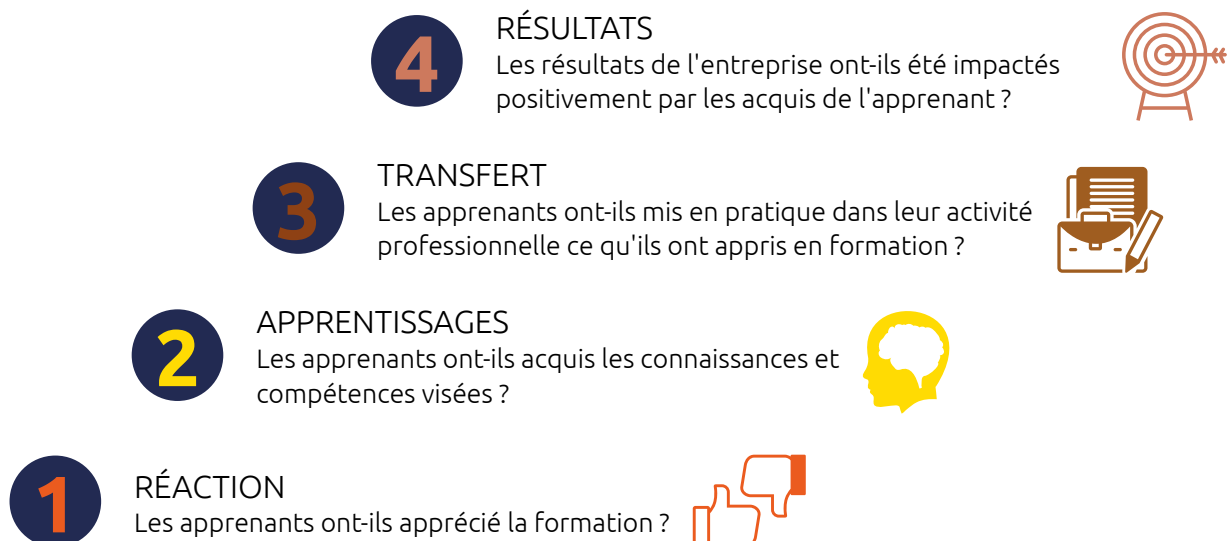 4
RÉSULTATS
Les résultats de l'entreprise ont-ils été impactés
positivement par les acquis de l'apprenant ?
3
TRANSFERT
Les apprenants ont-ils mis en pratique dans leur activité
professionnelle ce qu'ils ont appris en formation ?
2
APPRENTISSAGES
Les apprenants ont-ils acquis les connaissances et
compétences visées ?
1
RÉACTION
Les apprenants ont-ils apprécié la formation ?